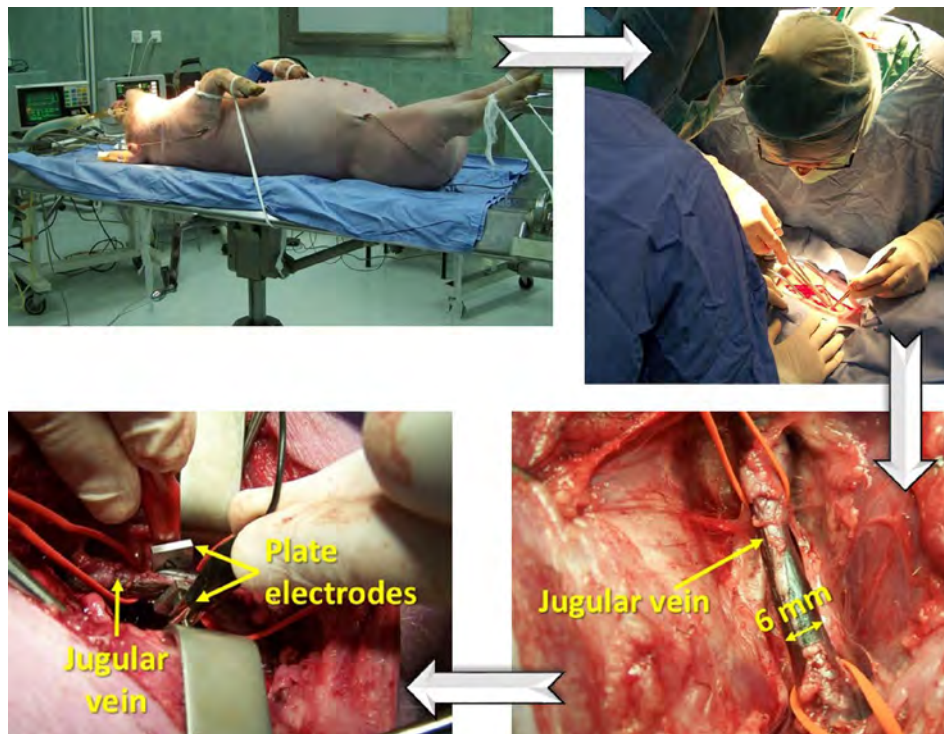 Plate
electrodes
Jugular
vein
Jugular vein
6 mm